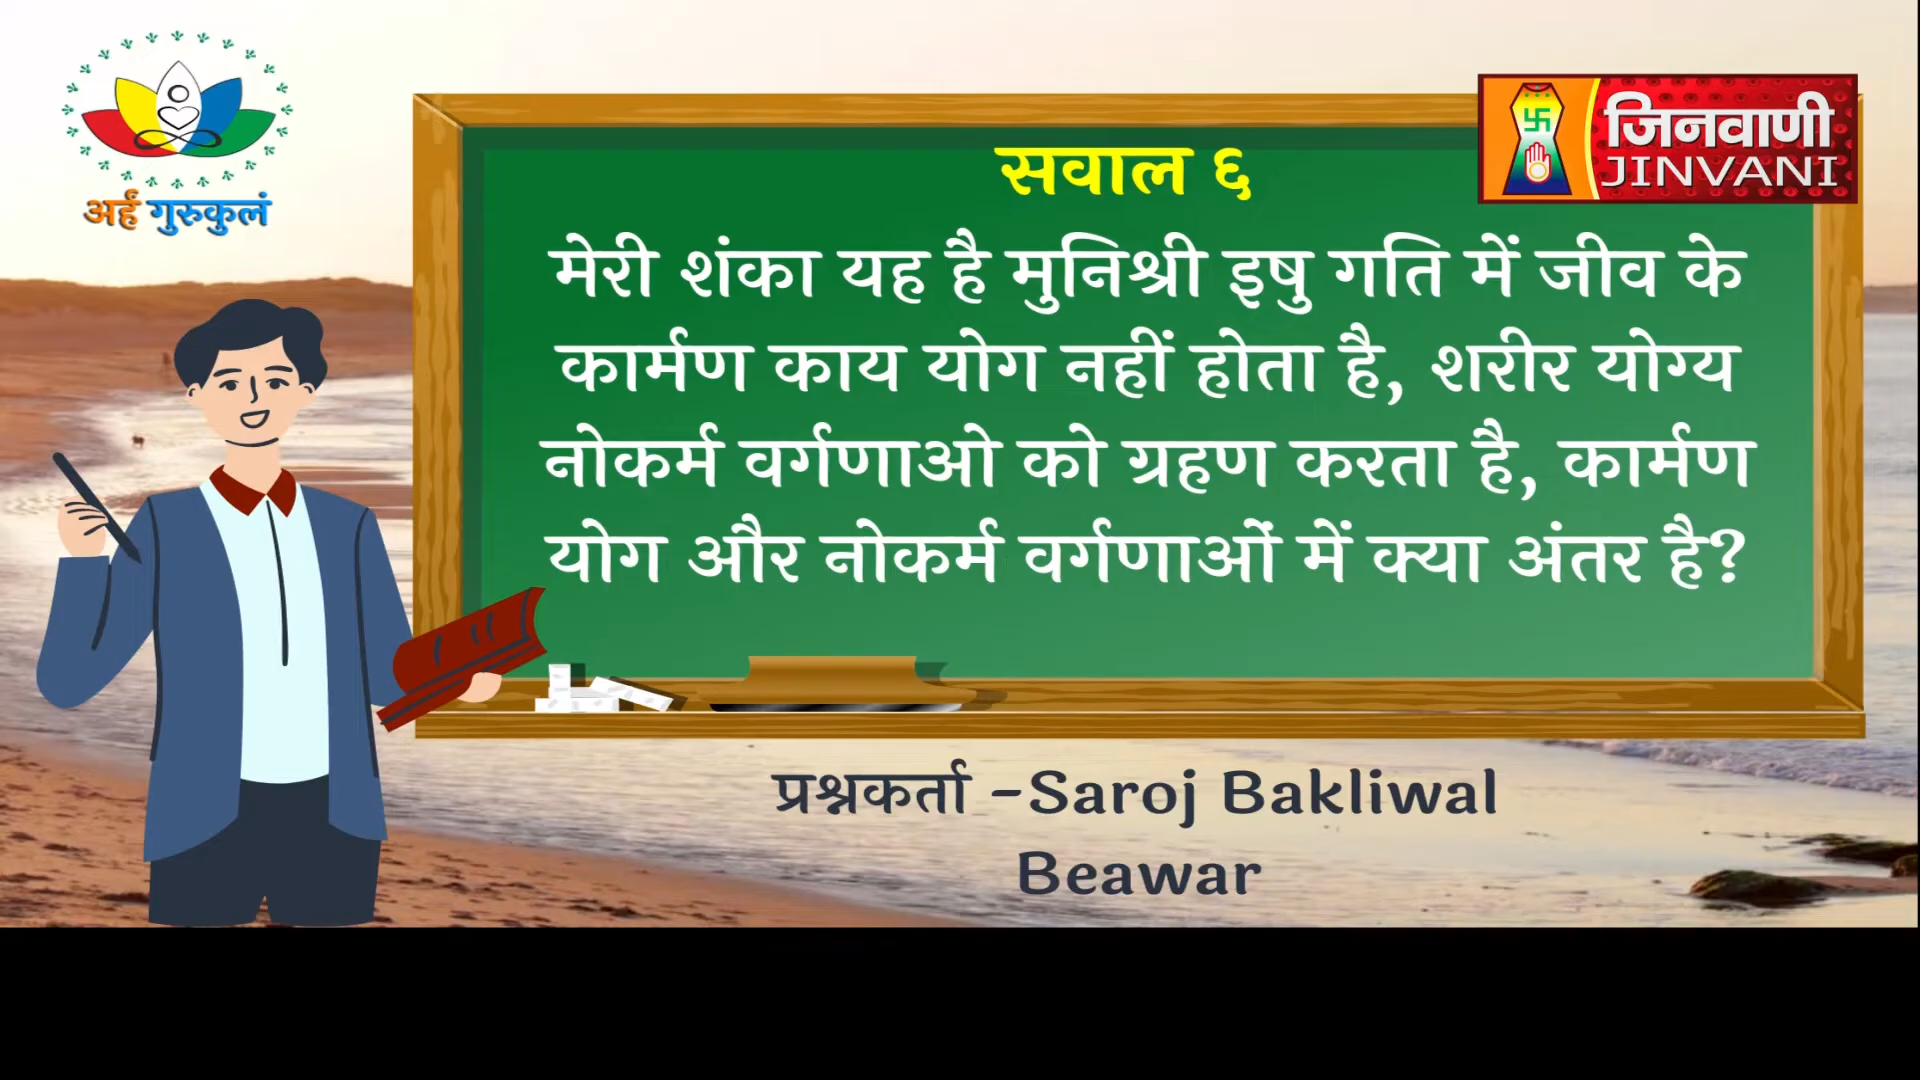 अर्हं गुरुकुलं
जिनवाणी
JINVANI
सवाल ६
मेरी शंका यह है मुनिश्री इषु गति में जीव के
कार्मण काय योग नहीं होता है, शरीर योग्य
नोकर्म वर्गणाओ को ग्रहण करता है, कार्मण
योग और नोकर्म वर्गणाओं में क्या अंतर है?
प्रश्नकर्ता -Saroj Bakliwal
Beawar